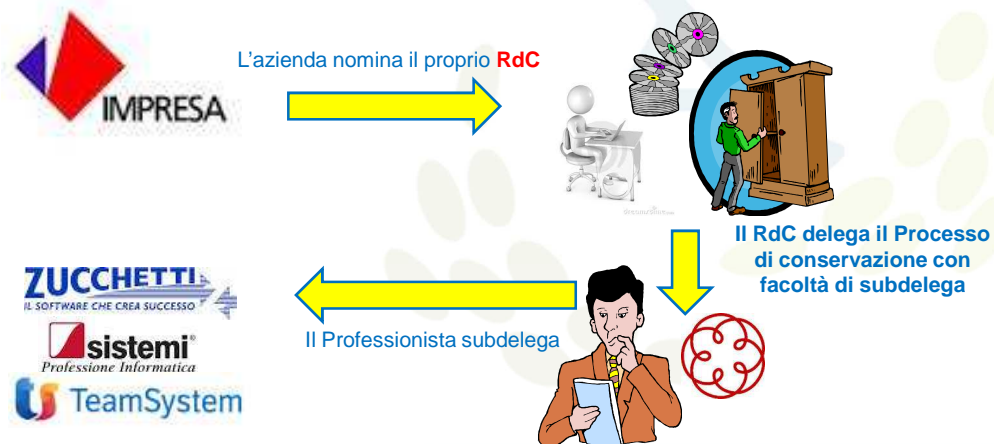 IMPRESA
L'azienda nomina il proprio RdC
Il RdC delega il Processo
di conservazione con
facoltà di subdelega
ZUCCHETTI
IL SOFTWARE CHE CREA SUCCESSO
Il Professionista subdelega
sistemi®
Professione Informatica
TeamSystem